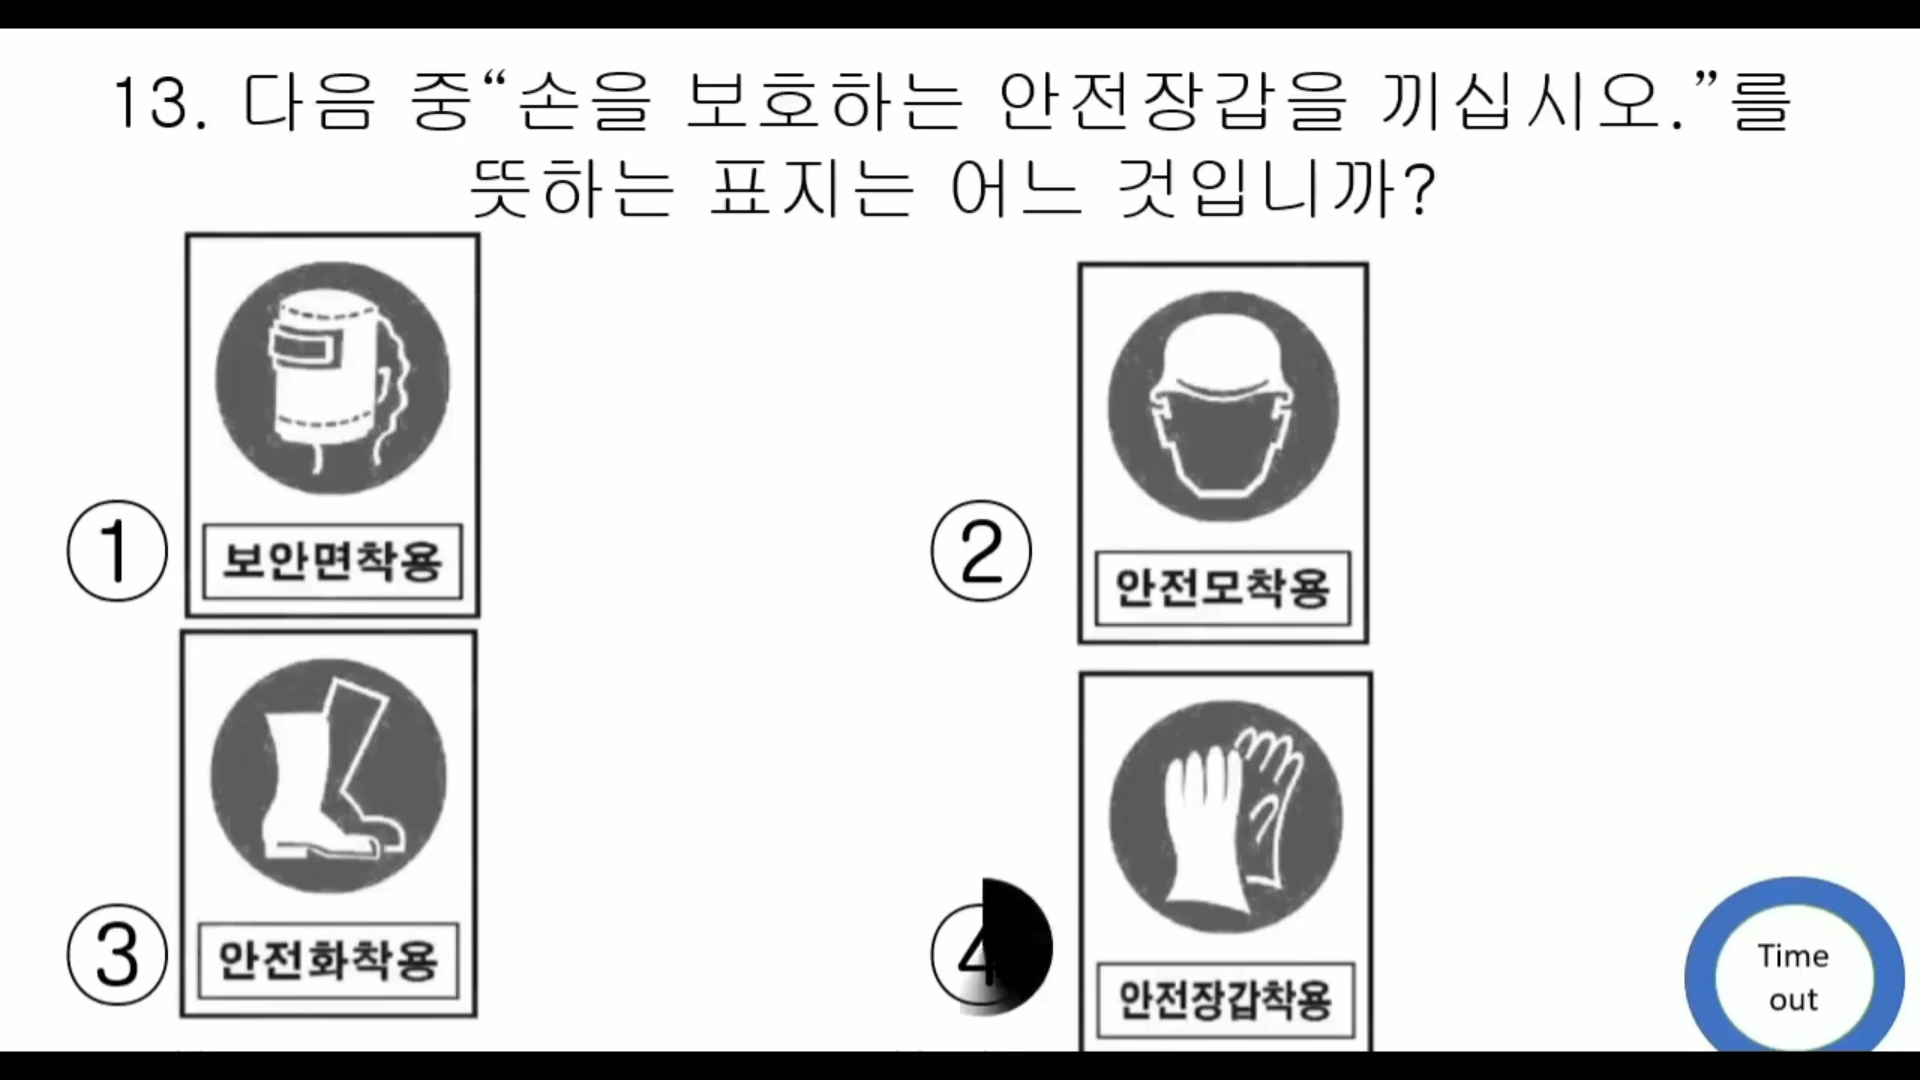 13. 다음 중“손을 보호하는 안전장갑을 끼십시오.”를
뜻하는 표지는 어느 것입니까?
①
보안면착용
②
안전모착용
③
안전화착용
④
안전장갑착용
Time
out